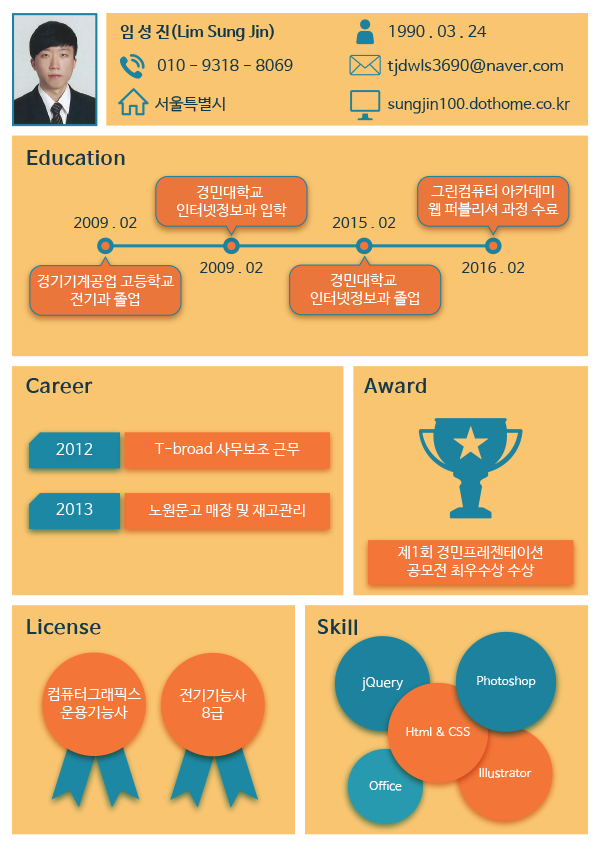 임 성 진(Lim Sung Jin)
1990 . 03 . 24
010 - 9318 - 8069
tjdwls3690@naver.com
서울특별시
sungjin100.dothome.co.kr
Education
2009 . 02
경기기계공업 고등학교
전기과 졸업
경민대학교
인터넷정보과 입학
2009 . 02
2015 . 02
경민대학교
인터넷정보과 졸업
그린컴퓨터 아카데미
웹 퍼블리셔 과정 수료
2016 . 02
Career
2012
T-broad 사무보조 근무
2013
노원문고 매장 및 재고관리
Award
제1회 경민프레젠테이션
공모전 최우수상 수상
License
컴퓨터그래픽스
운용기능사
전기기능사
8급
Skill
jQuery
Photoshop
Html & CSS
Office
Illustrator